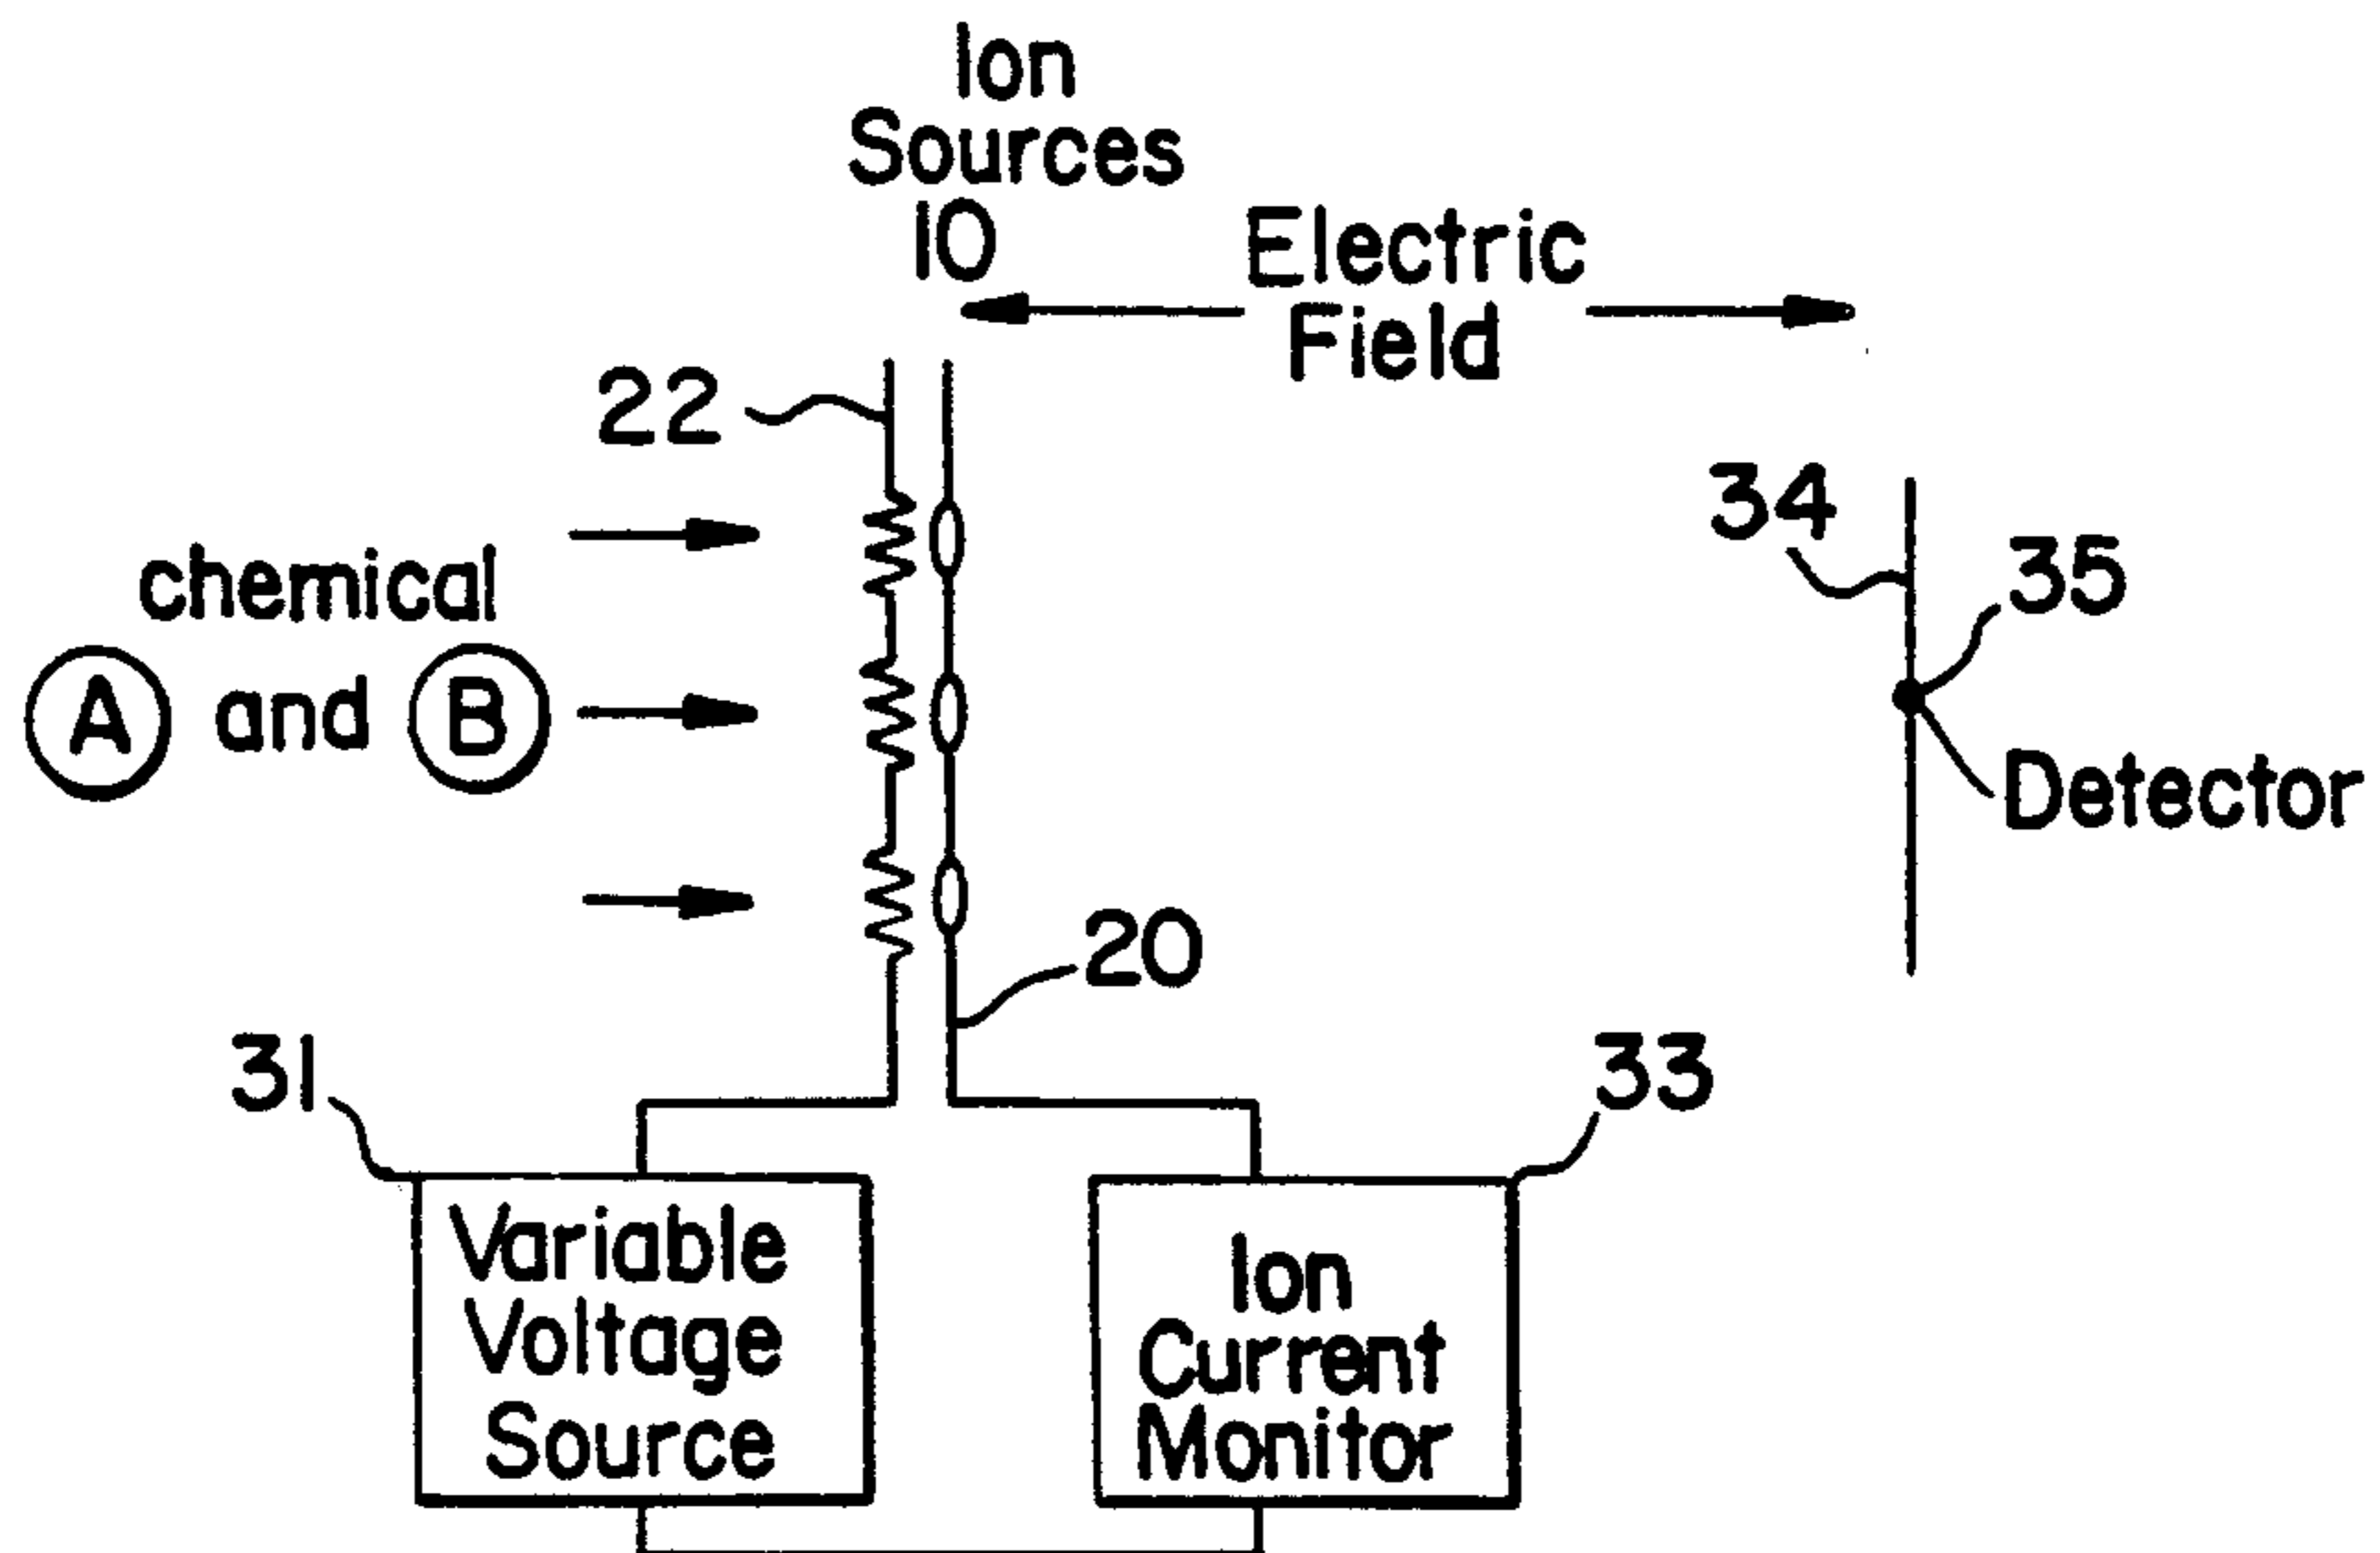 Ion
Sources
10
Electric
Field
22
34
35
chemical
A and B
Detector
20
31
33
Variable
Voltage
Source
Ion
Current
Monitor